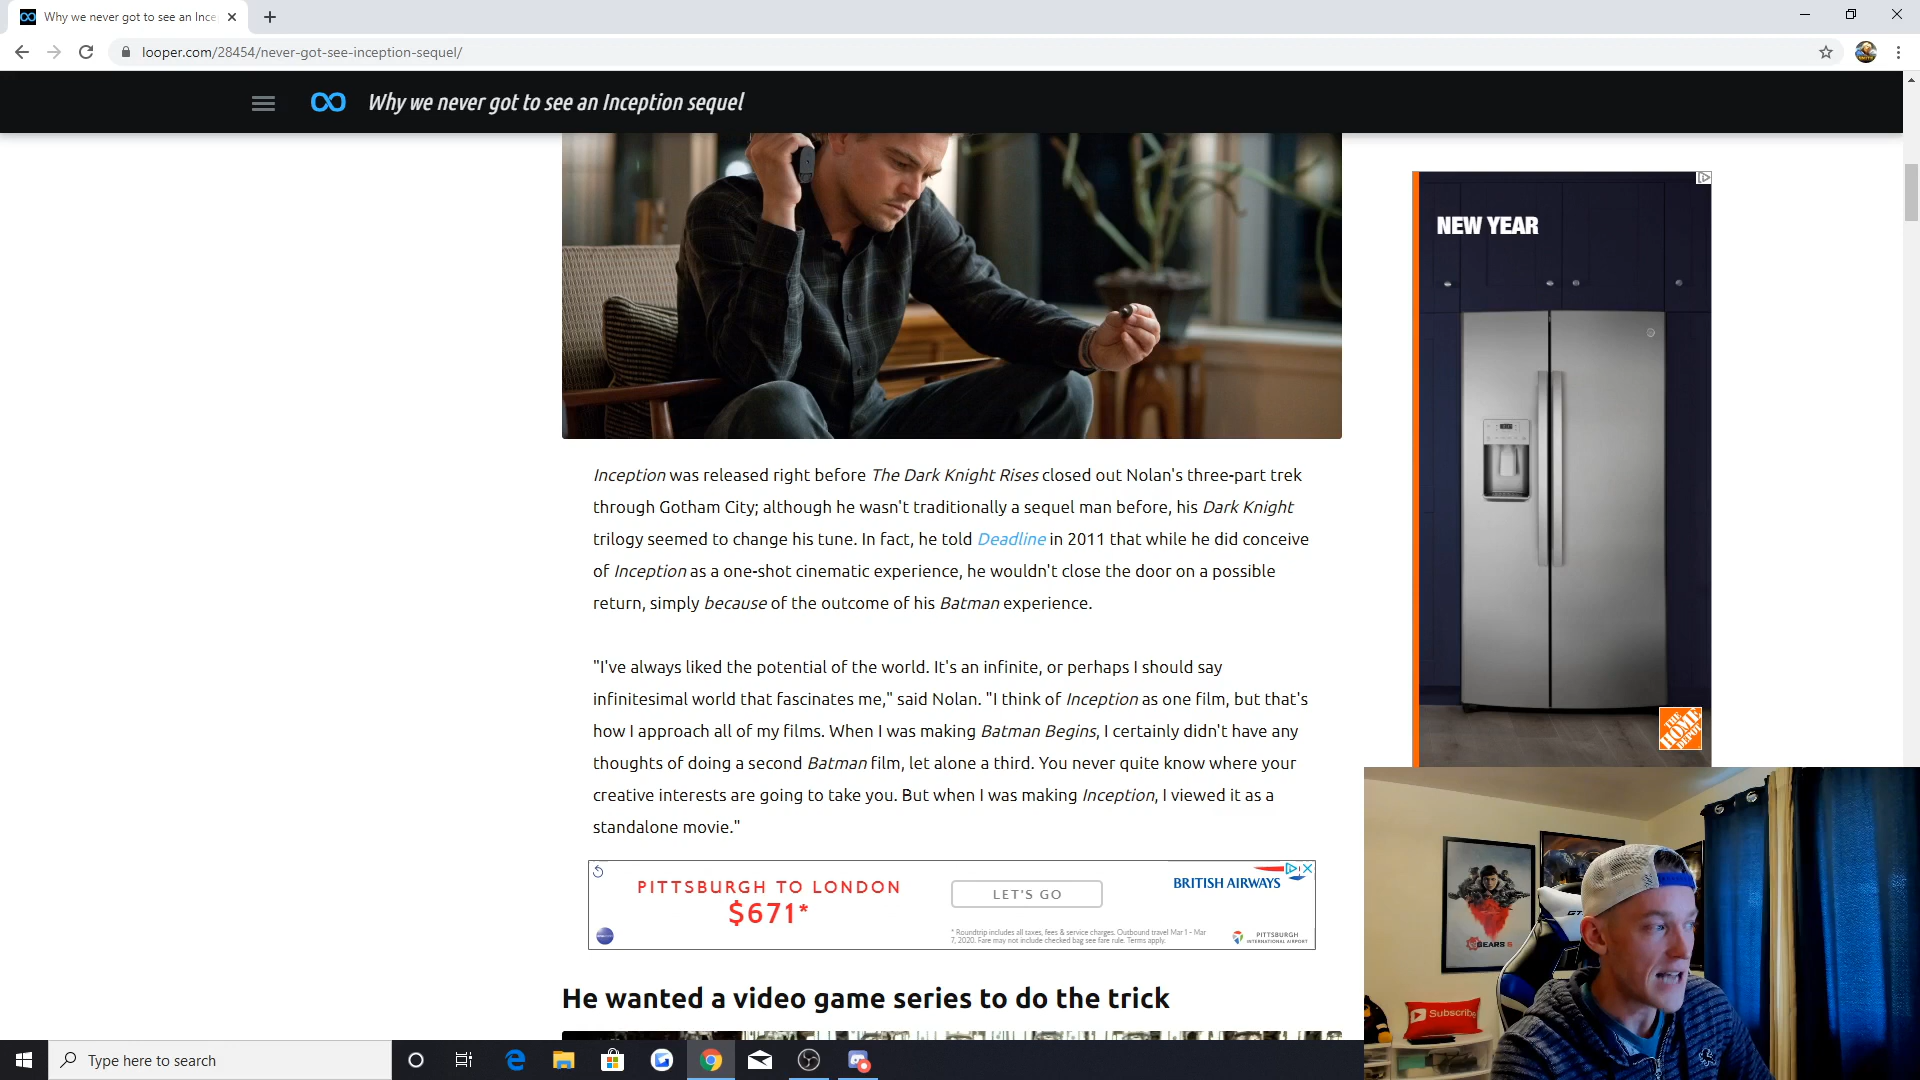 Why we never got to see an Ince
looper.com/28454/never-got-see-inception-sequel/
Why we never got to see an Inception sequel
NEW YEAR
THE HOME DEPOT
Inception was released right before The Dark Knight Rises closed out Nolan's three-part trek
through Gotham City; although he wasn't traditionally a sequel man before, his Dark Knight
trilogy seemed to change his tune. In fact, he told Deadline in 2011 that while he did conceive
of Inception as a one-shot cinematic experience, he wouldn't close the door on a possible
return, simply because of the outcome of his Batman experience.
"I've always liked the potential of the world. It's an infinite, or perhaps I should say
infinitesimal world that fascinates me," said Nolan. "I think of Inception as one film, but that's
how I approach all of my films. When I was making Batman Begins, I certainly didn't have any
thoughts of doing a second Batman film, let alone a third. You never quite know where your
creative interests are going to take you. But when I was making Inception, I viewed it as a
standalone movie."
PITTSBURGH TO LONDON
$671*
LET'S GO
BRITISH AIRWAYS
* Roundtrip includes all taxes, fees & service charges. Outbound travel Mar 1 - Mar
7, 2020. Fare may not include checked bag see fare rule. Terms apply.
PITTSBURGH
INTERNATIONAL AIRPORT
He wanted a video game series to do the trick
GEARS 5
GT
Subscribe
Type here to search